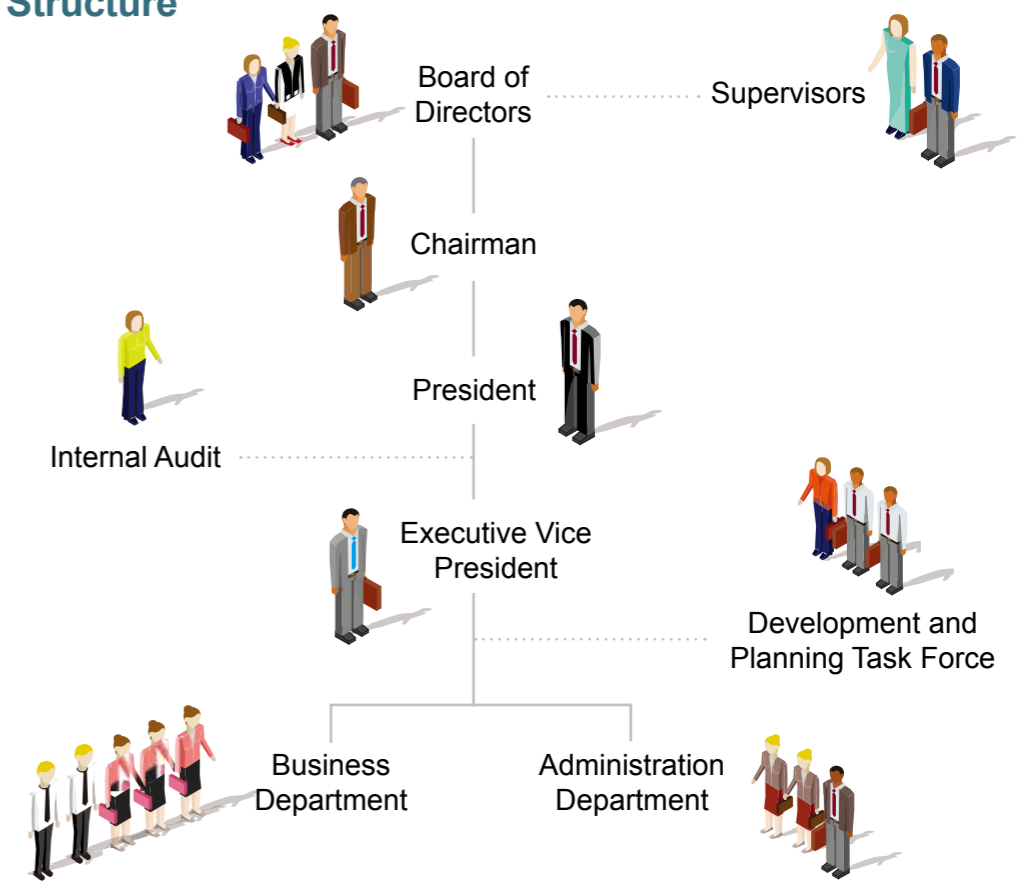 Structure
Board of
Directors
Supervisors
Chairman
President
Internal Audit
Executive Vice
President
Development and
Planning Task Force
Business
Department
Administration
Department